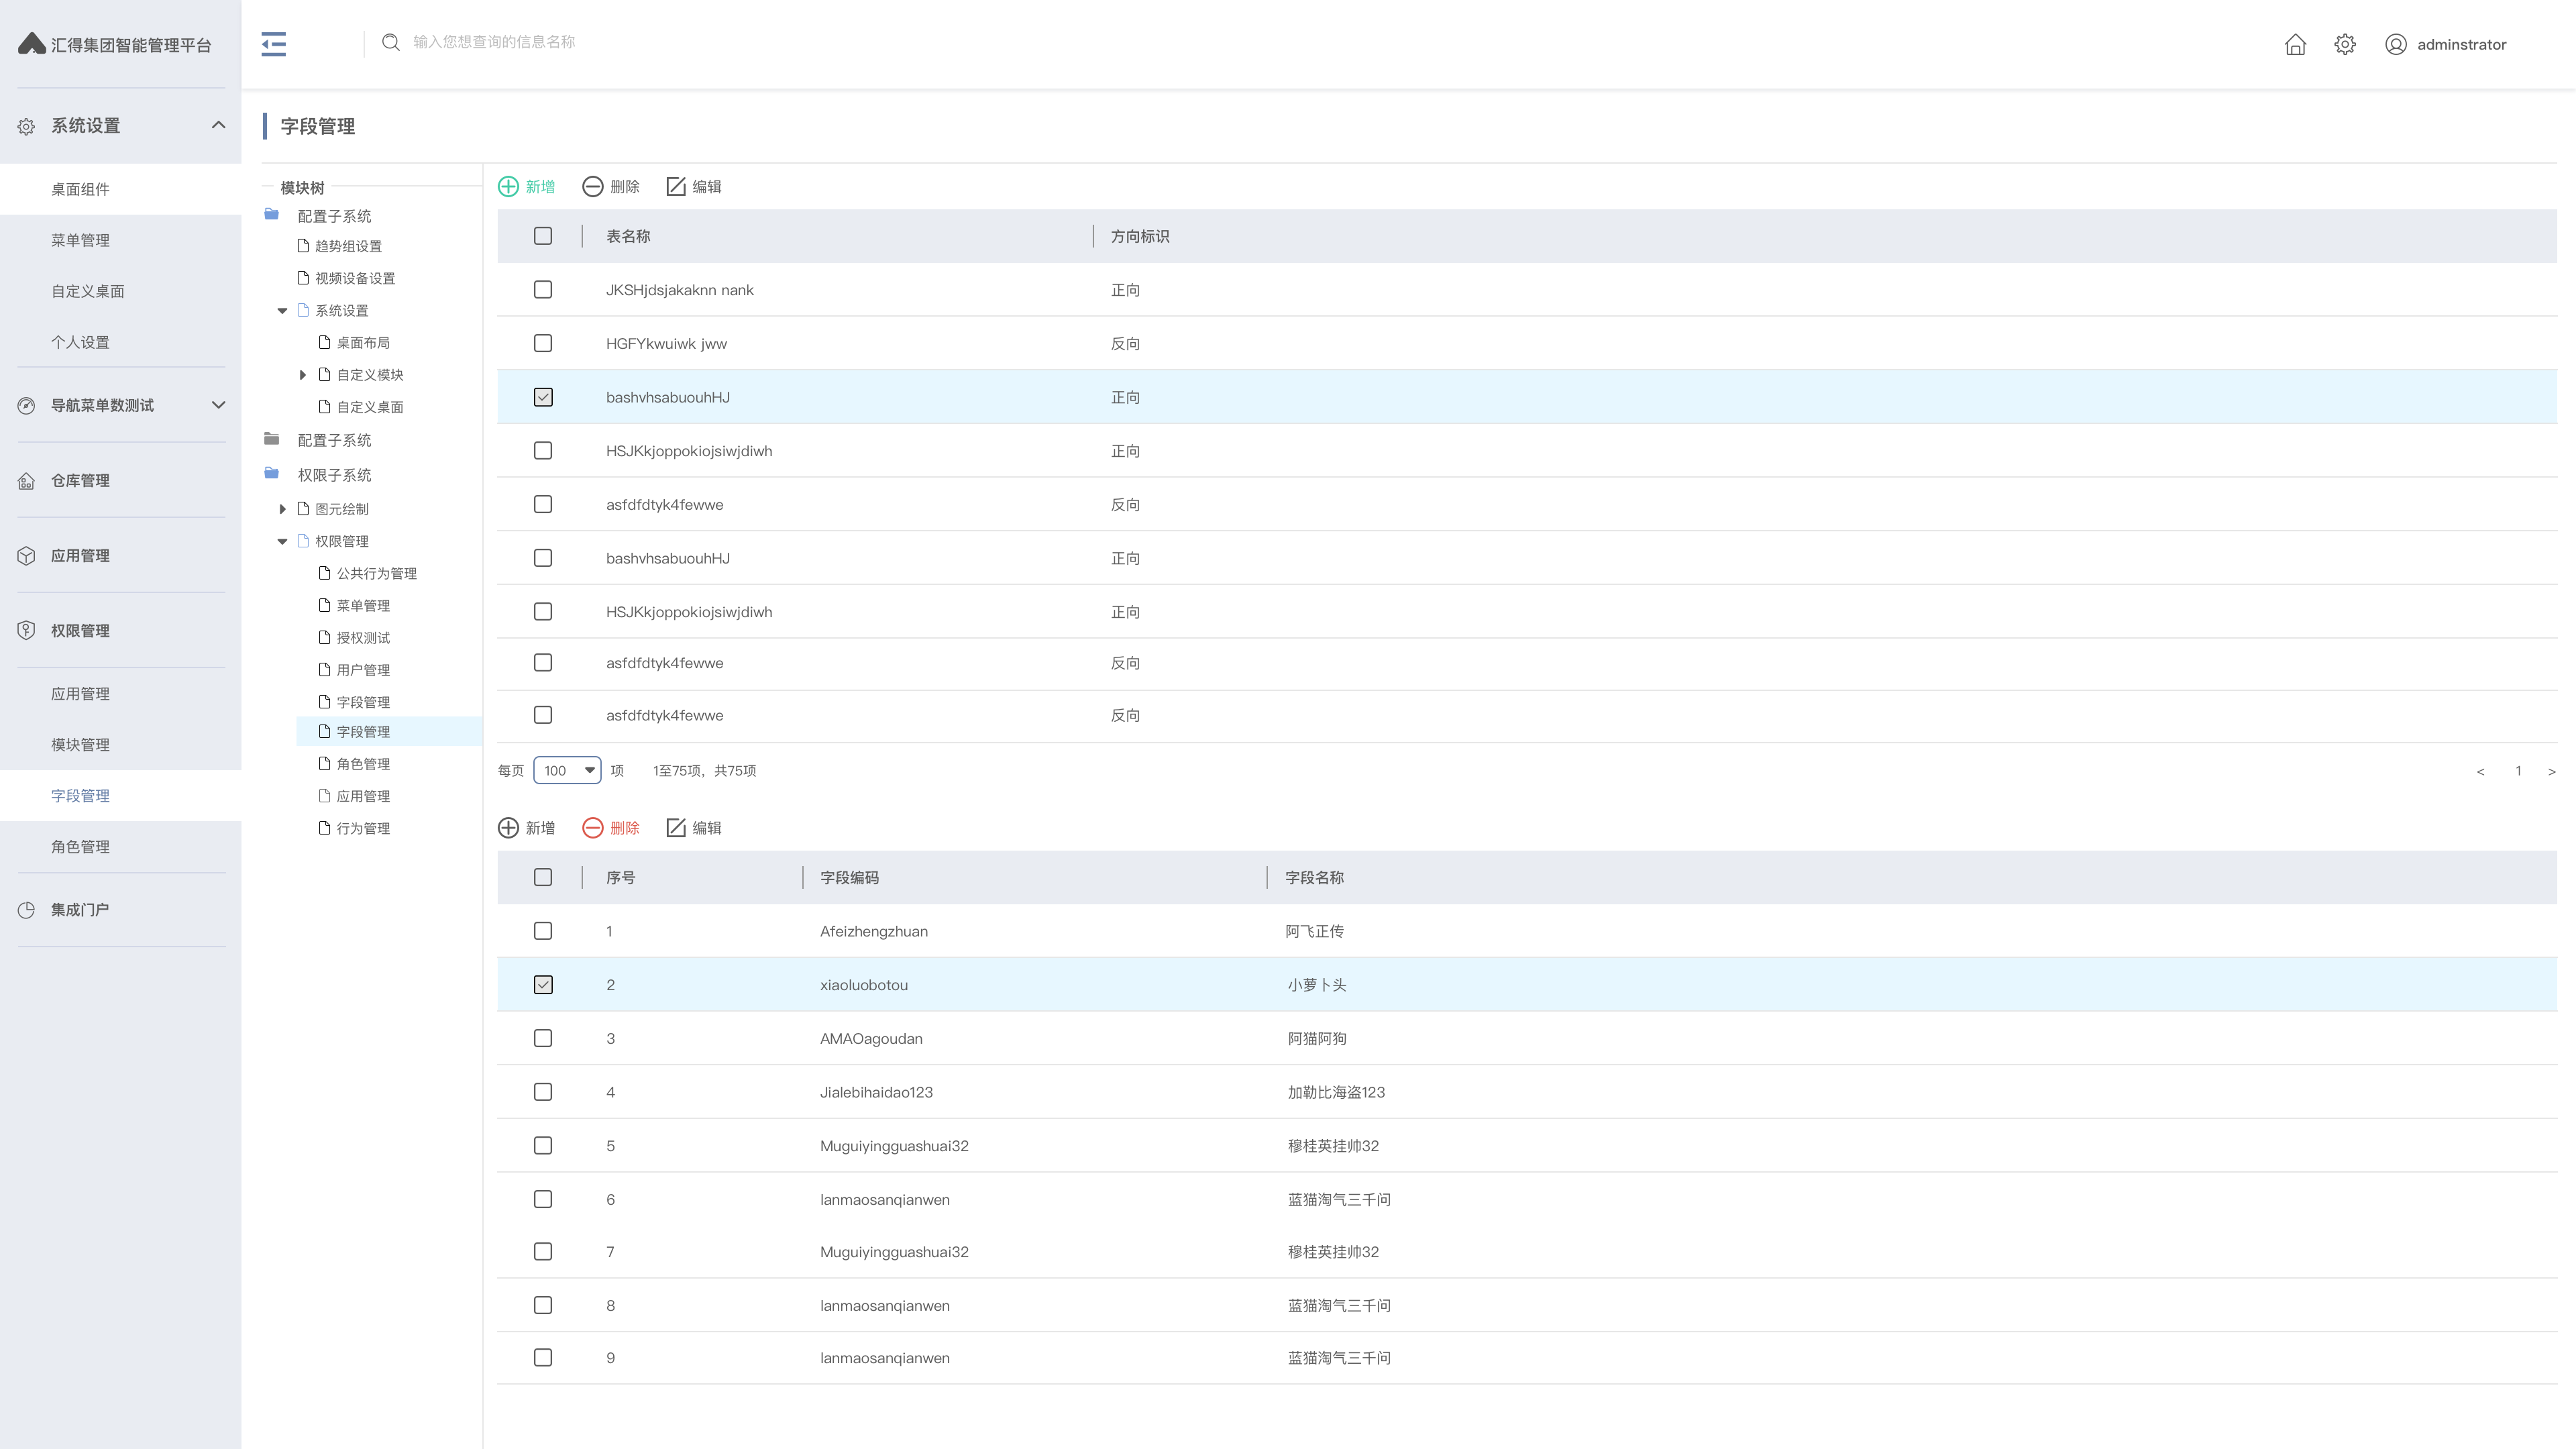 汇得集团智能管理平台
输入您想查询的信息名称
adminstrator
系统设置
桌面组件
菜单管理
自定义桌面
个人设置
导航菜单数测试
仓库管理
应用管理
权限管理
应用管理
模块管理
字段管理
角色管理
集成门户
字段管理
模块树
配置子系统
趋势组设置
视频设备设置
系统设置
桌面布局
自定义模块
自定义桌面
配置子系统
权限子系统
图元绘制
权限管理
公共行为管理
菜单管理
授权测试
用户管理
字段管理
字段管理
角色管理
应用管理
行为管理
新增 删除 编辑
表名称 方向标识
JKSHjdsjakaknn nank 正向
HGFYkwuiwk jww 反向
bashvhsabuouhHJ 正向
HSJKkjoppokiojsiwjdiwh 正向
asfdfdtyk4fewwe 反向
bashvhsabuouhHJ 正向
HSJKkjoppokiojsiwjdiwh 正向
asfdfdtyk4fewwe 反向
asfdfdtyk4fewwe 反向
每页 100 项 1至75项，共75项 < 1 >
新增 删除 编辑
序号 字段编码 字段名称
1 Afeizhengzhuan 阿飞正传
2 xiaoluobotou 小萝卜头
3 AMAOagoudan 阿猫阿狗
4 Jialebihaidao123 加勒比海盗123
5 Muguiyingguashuai32 穆桂英挂帅32
6 lanmaosanqianwen 蓝猫淘气三千问
7 Muguiyingguashuai32 穆桂英挂帅32
8 lanmaosanqianwen 蓝猫淘气三千问
9 lanmaosanqianwen 蓝猫淘气三千问